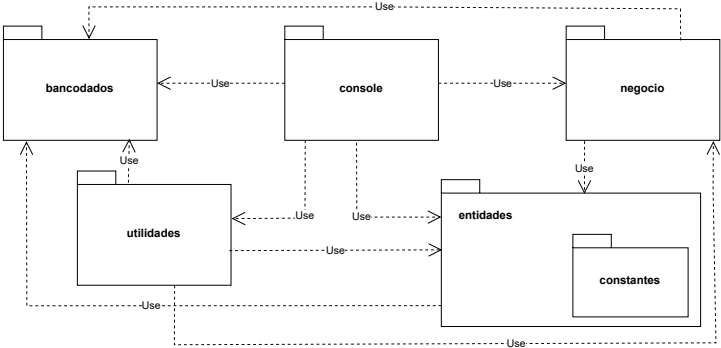 Use
bancodados
Use
console
Use
negocio
Use
Use
utilidades
Use
Use
entidades
Use
constantes
Use
Use